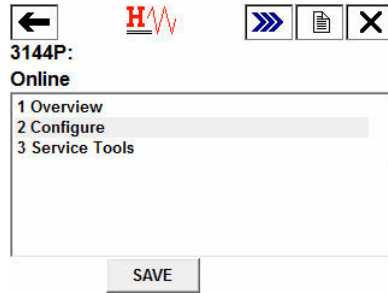 H
3144P:
Online
1 Overview
2 Configure
3 Service Tools
SAVE